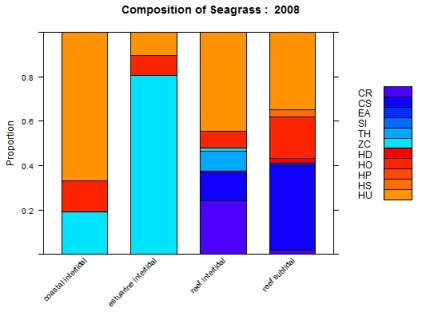 Composition of Seagrass : 2008
Proportion
0.8
0.6
0.4
0.2
coastal intertidal
estuarine intertidal
reef intertidal
reef subtidal
CR
CS
EA
SI
TH
ZC
HD
HO
HP
HS
HU